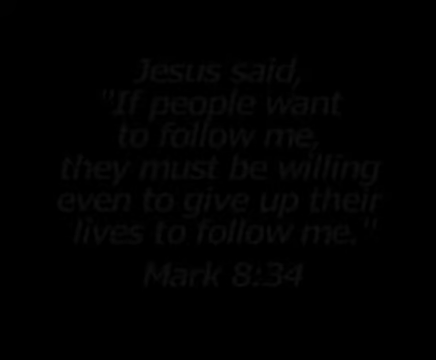 Jesus said,
"If people want
to follow me,
they must be willing
even to give up their
lives to follow me."
Mark 8:34